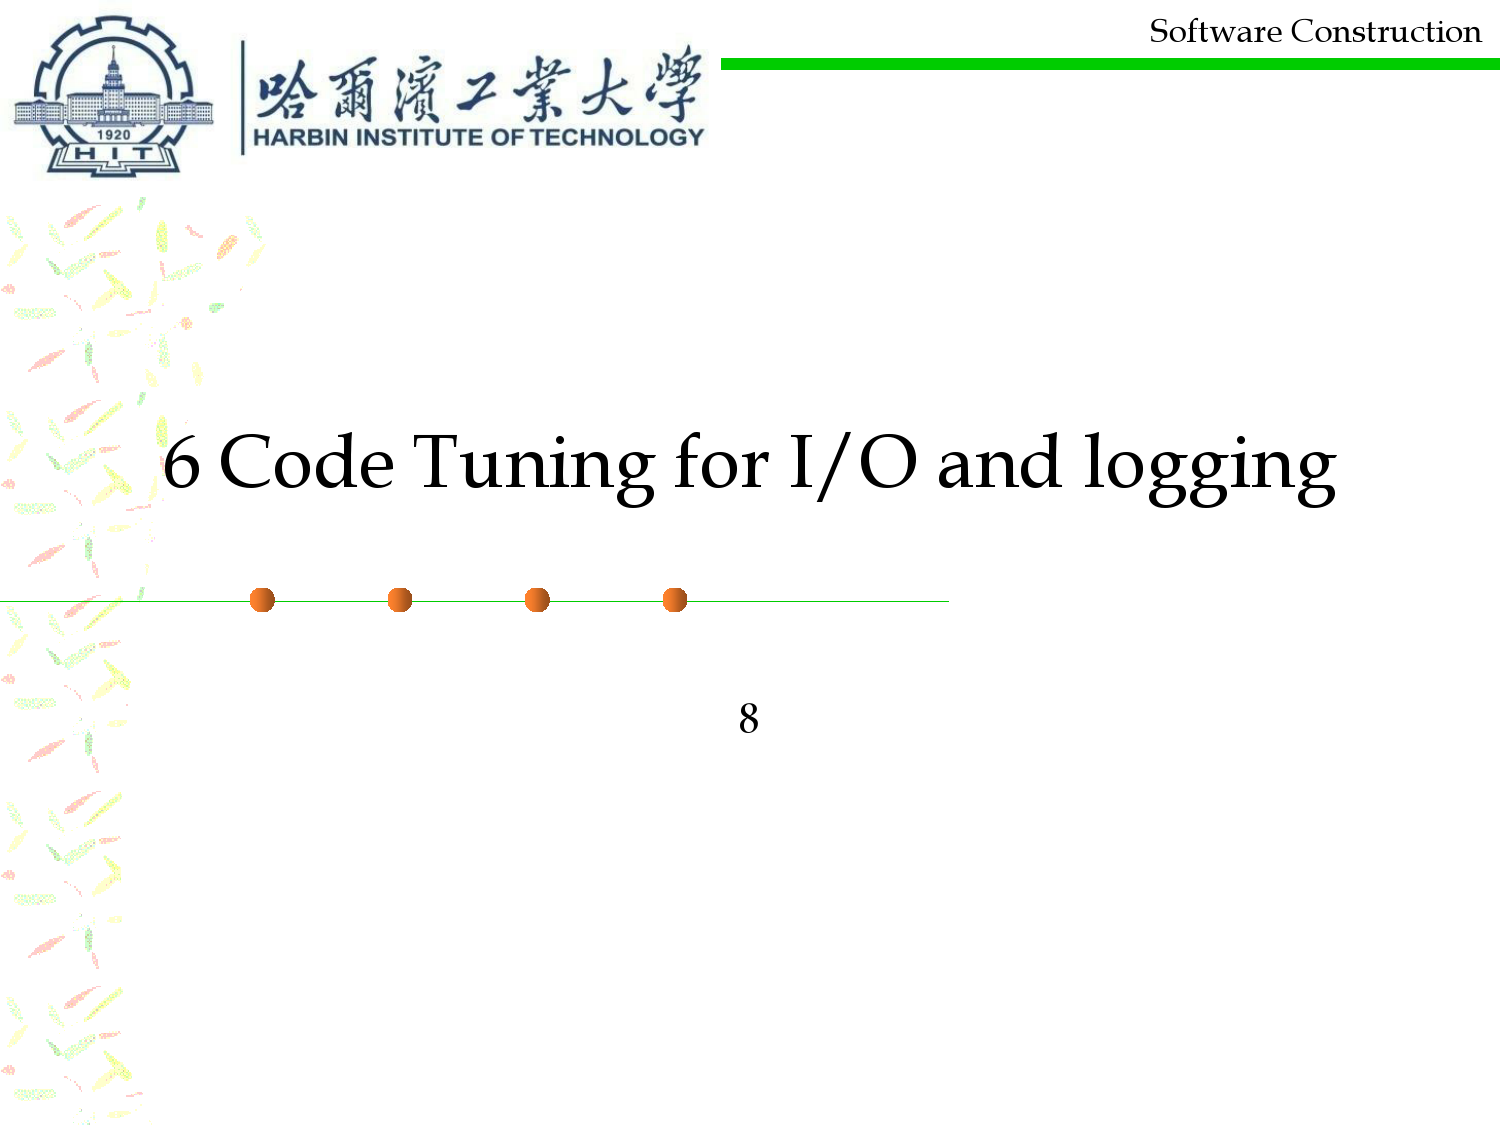 Software Construction
哈爾濱工業大學
HARBIN INSTITUTE OF TECHNOLOGY
1920
HIT
6 Code Tuning for I/O and logging
8